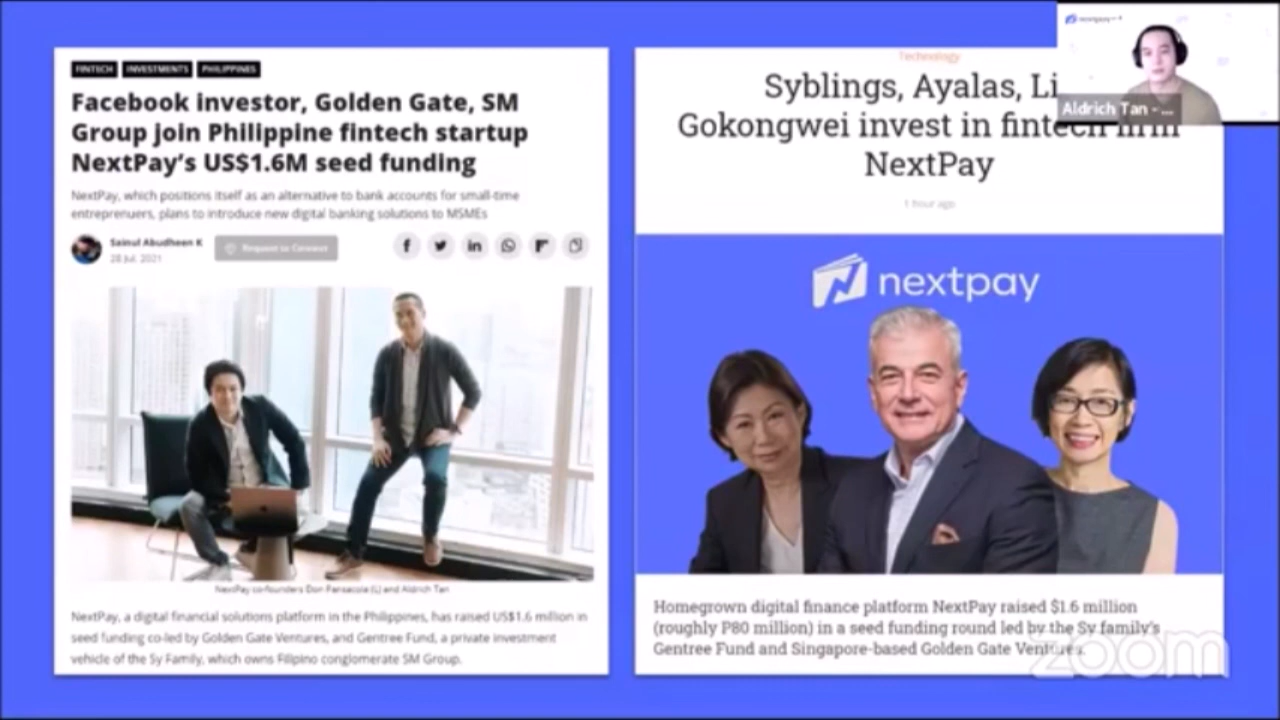 FINTECH INVESTMENTS PHILIPPINES
Facebook investor, Golden Gate, SM
Group join Philippine fintech startup
NextPay's US$1.6M seed funding
NextPay, which positions itself as an alternative to bank accounts for small-time
entreprenuers, plans to introduce new digital banking solutions to MSMEs
Sainul Abudheen K
28 Jul, 2021
Request to Connect
NextPay co-founders Don Pansacola (L) and Aldrich Tan
NextPay, a digital financial solutions platform in the Philippines, has raised US$1.6 million in
seed funding co-led by Golden Gate Ventures, and Gentree Fund, a private investment
vehicle of the Sy Family, which owns Filipino conglomerate SM Group.
Technology
Syblings, Ayalas, Li
Gokongwei invest in fintech firm
NextPay
1 hour ago
nextpay
Homegrown digital finance platform NextPay raised $1.6 million
(roughly P80 million) in a seed funding round led by the Sy family's
Gentree Fund and Singapore-based Golden Gate Ventures.
nextpay
Aldrich Tan - ...
zoom